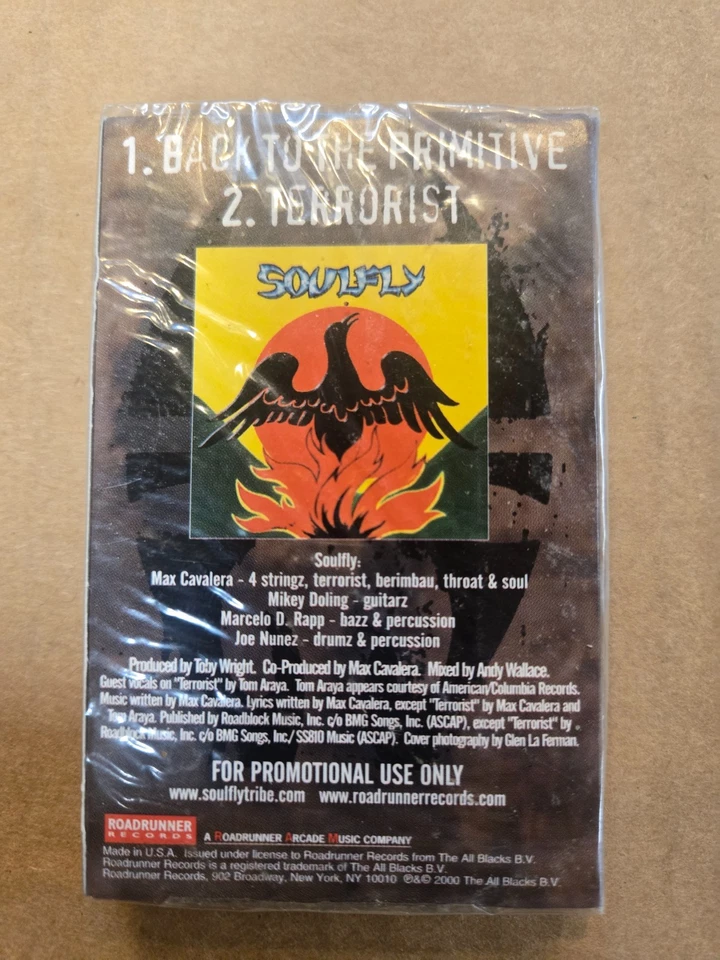 1. BACK TO THE PRIMITIVE
2. TERRORIST
SOULFLY
Soulfly:
Max Cavalera - 4 stringz, terrorist, berimbau, throat & soul
Mikey Doling - guitarz
Marcelo D. Rapp - bazz & percussion
Joe Nunez - drumz & percussion
Produced by Toby Wright. Co-Produced by Max Cavalera. Mixed by Andy Wallace.
Guest vocals on "Terrorist" by Tom Araya. Tom Araya appears courtesy of American/Columbia Records.
Music written by Max Cavalera. Lyrics written by Max Cavalera, except "Terrorist" by Max Cavalera and
Tom Araya. Published by Roadblock Music, Inc. c/o BMG Songs, Inc. (ASCAP), except "Terrorist" by
Roadblock Music, Inc. c/o BMG Songs, Inc./ SS810 Music (ASCAP). Cover photography by Glen La Ferman.
FOR PROMOTIONAL USE ONLY
www.soulflytribe.com www.roadrunnerrecords.com
ROADRUNNER
RECORDS
A ROADRUNNER ARCADE MUSIC COMPANY
Made in U.S.A. Issued under license to Roadrunner Records from The All Blacks B.V.
Roadrunner Records is a registered trademark of The All Blacks B.V.
Roadrunner Records, 902 Broadway, New York, NY 10010 ℗&© 2000 The All Blacks B.V.